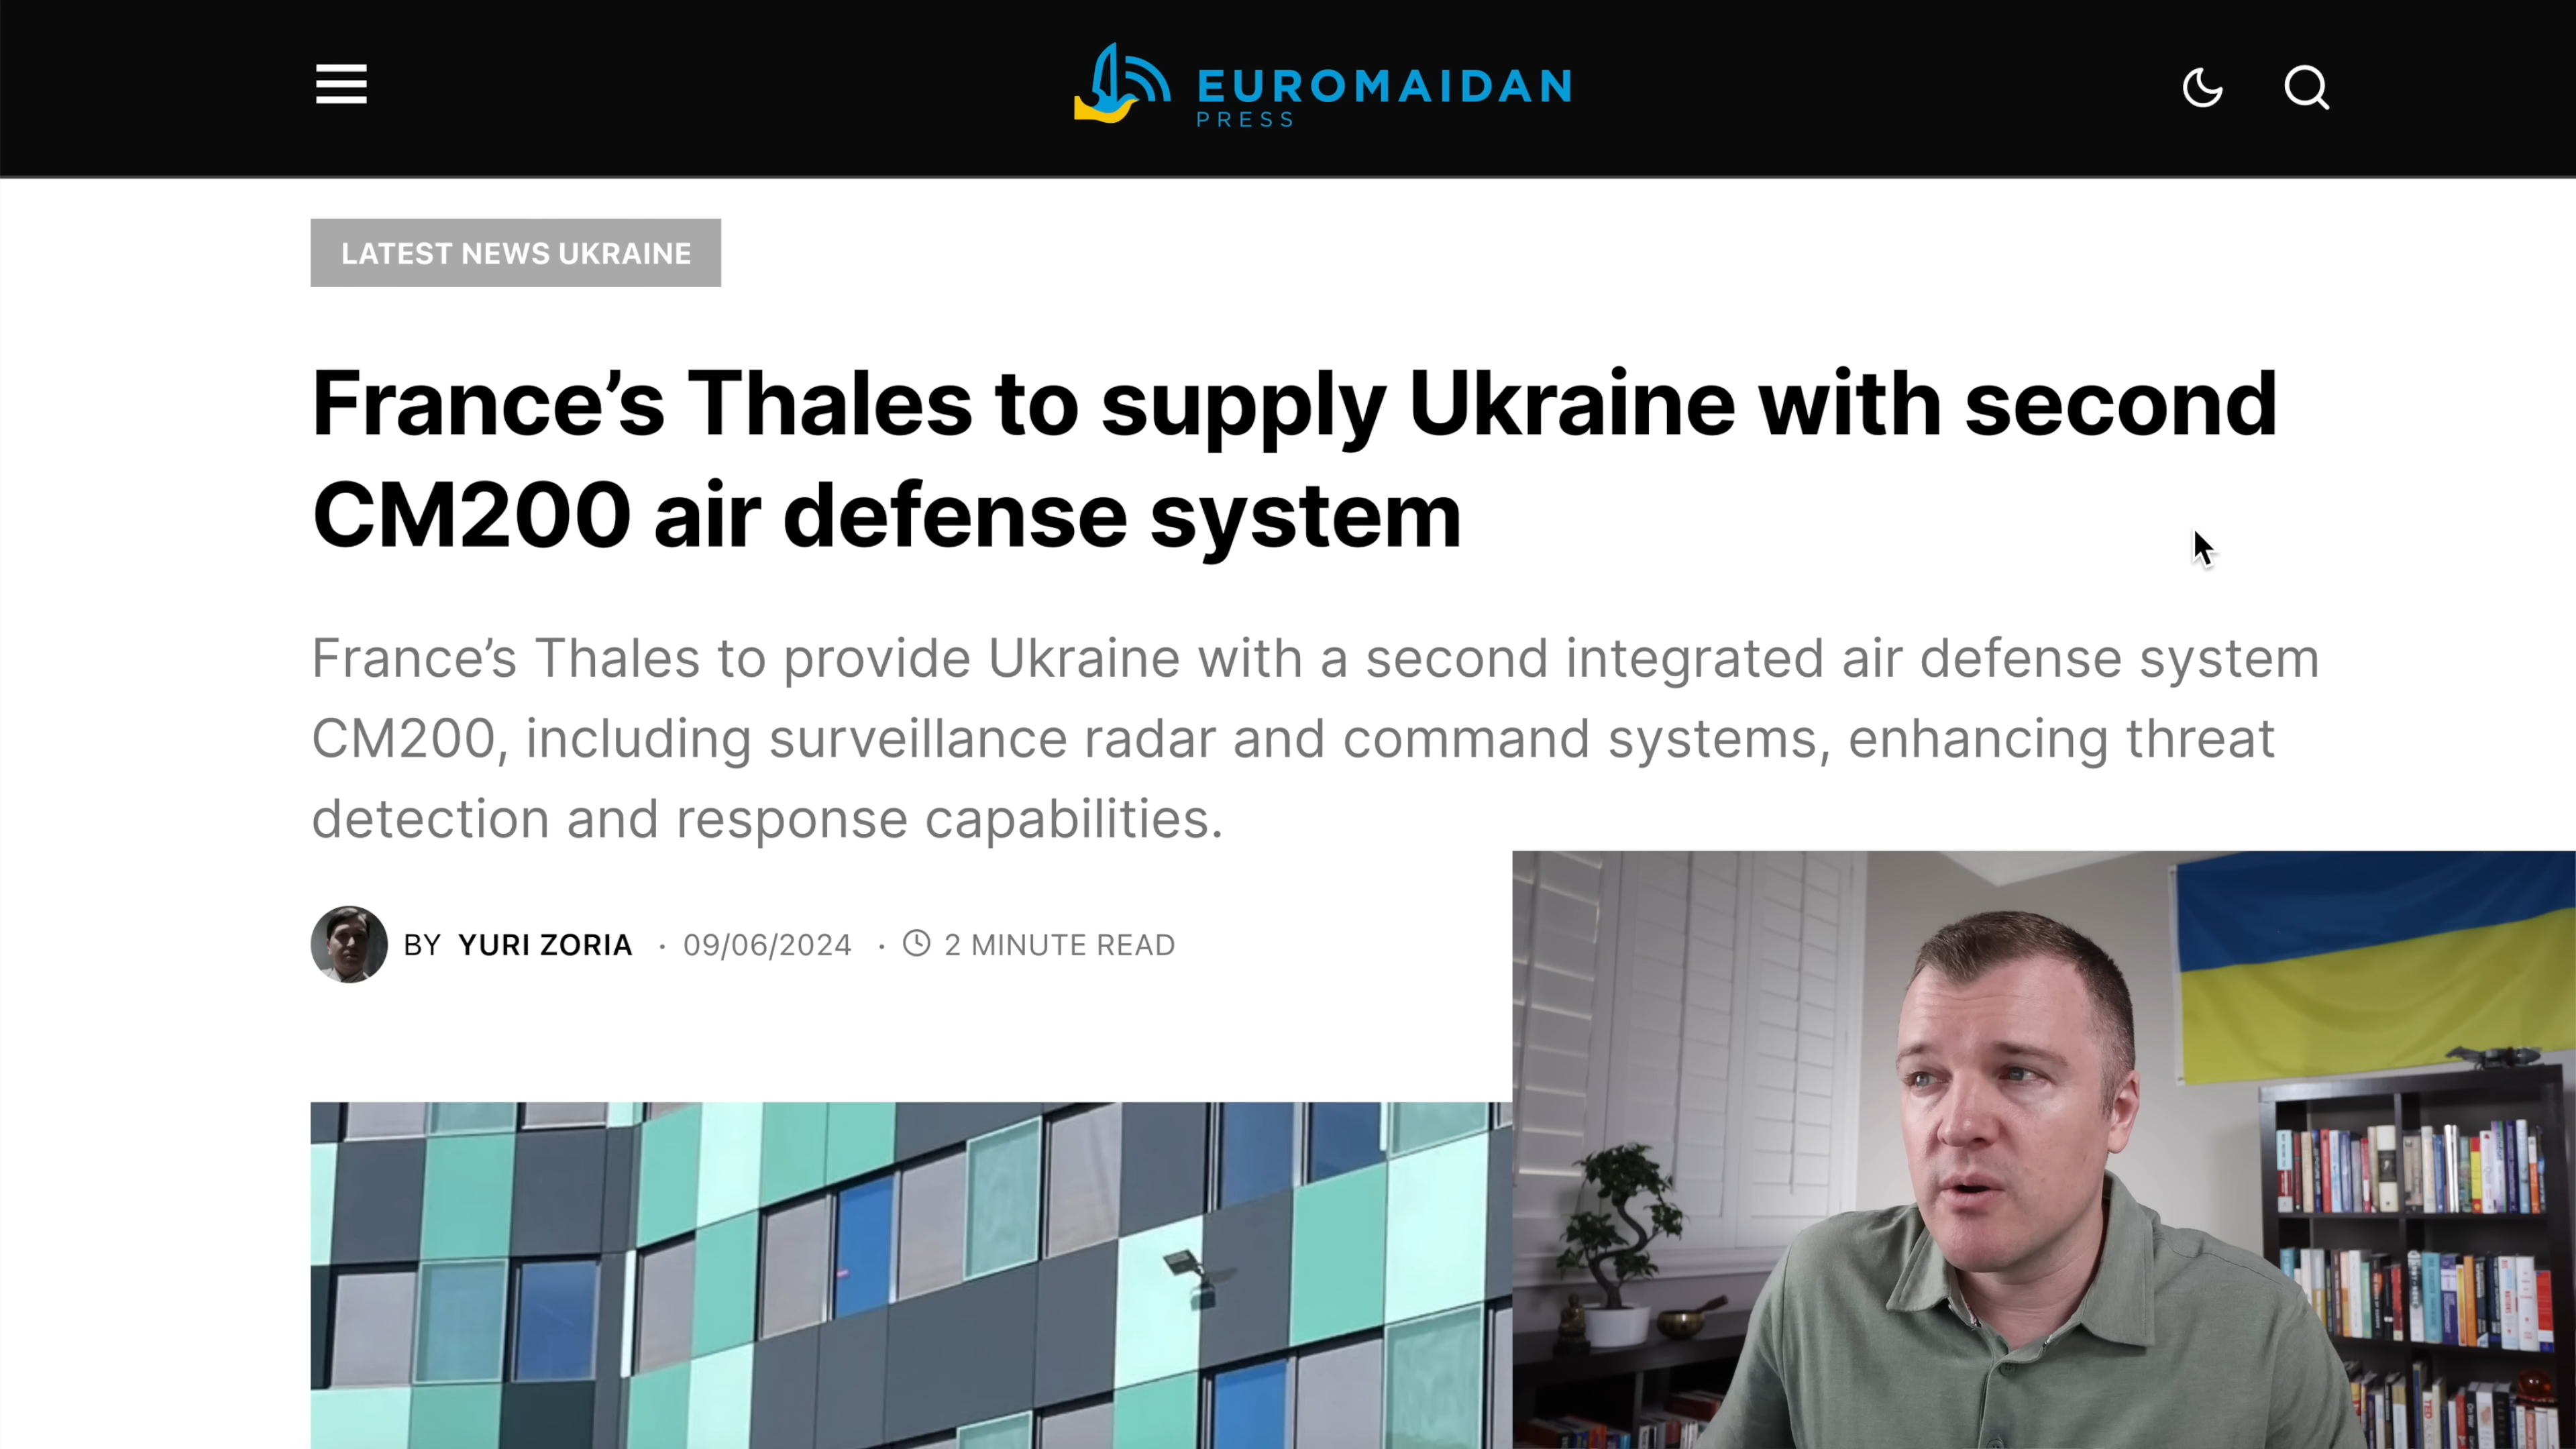 EUROMAIDAN
PRESS
LATEST NEWS UKRAINE
France’s Thales to supply Ukraine with second
CM200 air defense system
France’s Thales to provide Ukraine with a second integrated air defense system
CM200, including surveillance radar and command systems, enhancing threat
detection and response capabilities.
BY YURI ZORIA · 09/06/2024 · 2 MINUTE READ